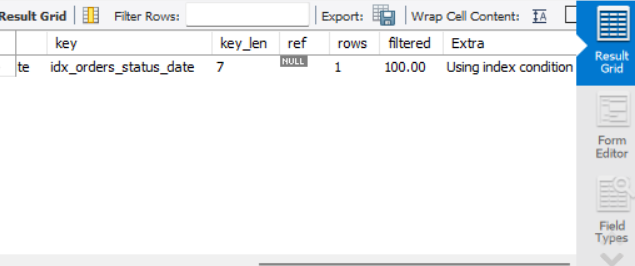 Result Grid Filter Rows: Export: Wrap Cell Content: IA
key key_len ref rows filtered Extra
te idx_orders_status_date 7 NULL 1 100.00 Using index condition
Result
Grid
Form
Editor
Field
Types